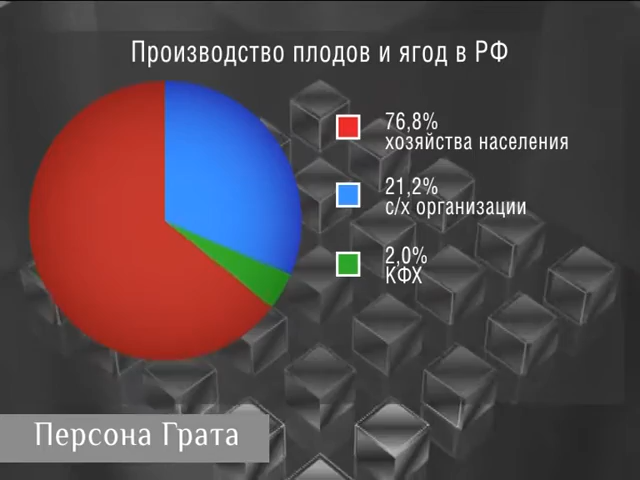 Производство плодов и ягод в РФ
76,8%
хозяйства населения
21,2%
с/х организации
2,0%
КФХ
Персона Грата